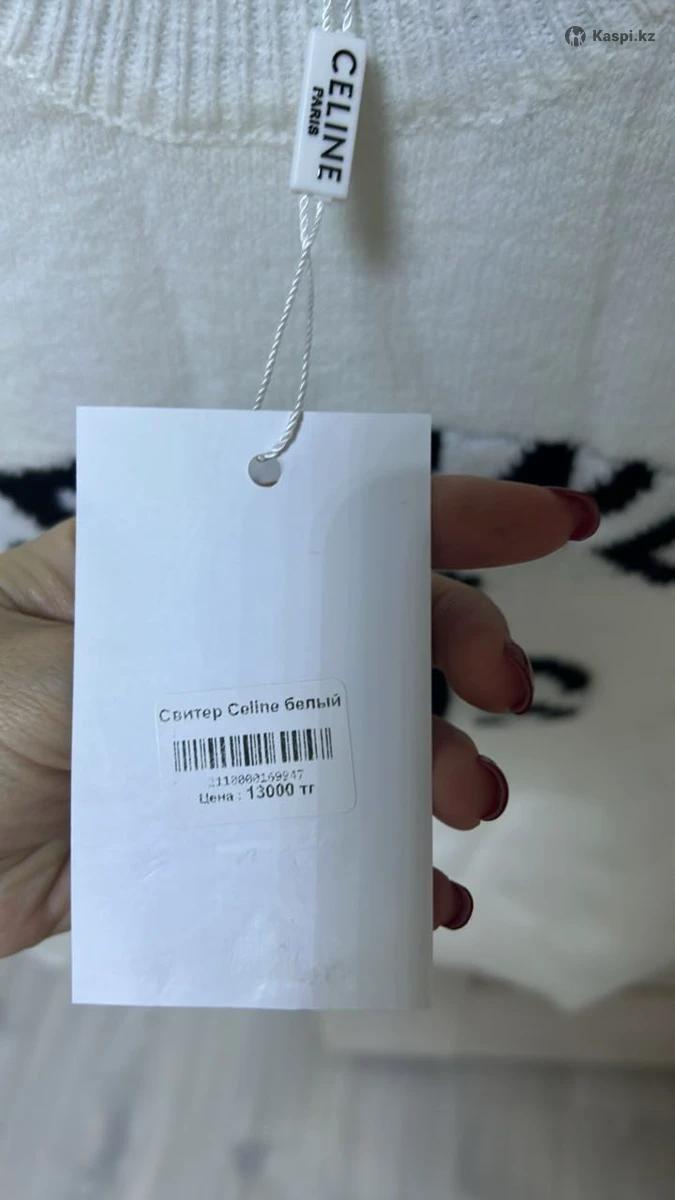 Kaspi.kz
CELINE
PARIS
Свитер Celine белый
2110000169947
Цена : 13000 тг